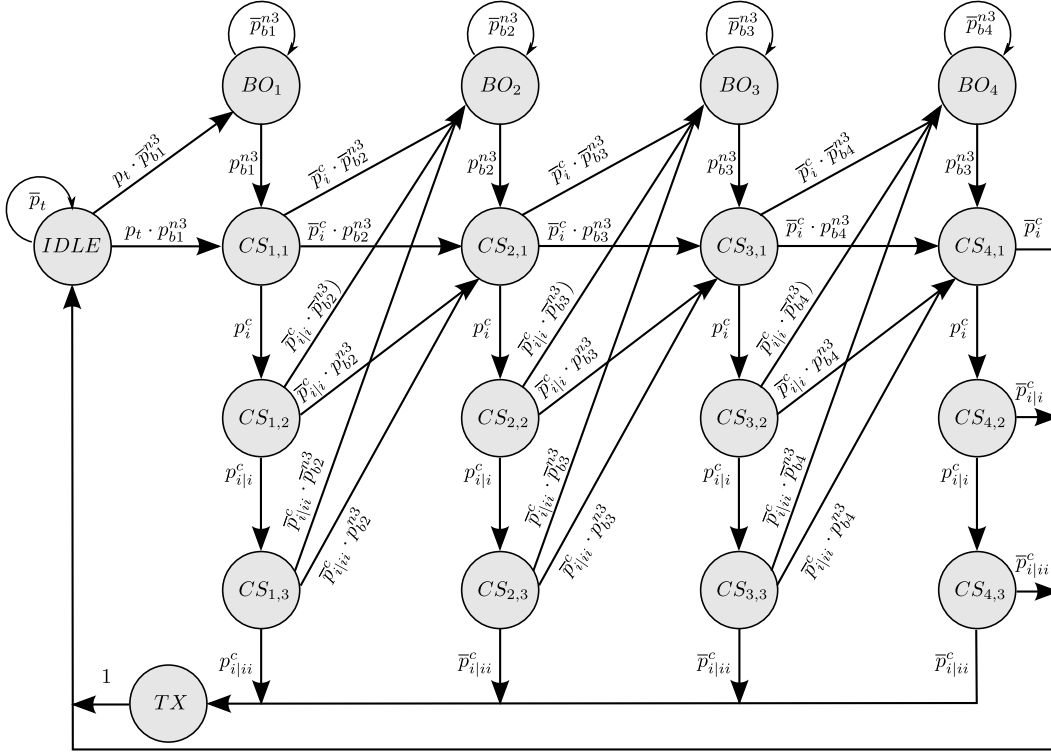 p̅_{b1}^{n3} p̅_{b2}^{n3} p̅_{b3}^{n3} p̅_{b4}^{n3}
BO_1 BO_2 BO_3 BO_4
p_t · p̅_{b1}^{n3} p_{b1}^{n3} p̅_i^c · p̅_{b2}^{n3} p_{b2}^{n3} p̅_i^c · p̅_{b3}^{n3} p_{b3}^{n3} p̅_i^c · p̅_{b4}^{n3} p_{b3}^{n3}
p̅_t
p_t · p_{b1}^{n3} p̅_i^c · p_{b2}^{n3} p̅_i^c · p_{b3}^{n3} p̅_i^c · p_{b4}^{n3} p̅_i^c
IDLE CS_{1,1} CS_{2,1} CS_{3,1} CS_{4,1}
p̅_{i|i}^c · p̅_{b2}^{n3}) p̅_{i|i}^c · p̅_{b3}^{n3}) p̅_{i|i}^c · p̅_{b4}^{n3})
p_i^c p_i^c p_i^c p_i^c
p̅_{i|i}^c · p_{b2}^{n3} p̅_{i|i}^c · p_{b3}^{n3} p̅_{i|i}^c · p_{b4}^{n3} p̅_{i|i}^c
CS_{1,2} CS_{2,2} CS_{3,2} CS_{4,2}
p_{i|i}^c p_{i|i}^c p_{i|i}^c p_{i|i}^c
p̅_{i|ii}^c · p̅_{b2}^{n3} p̅_{i|ii}^c · p̅_{b3}^{n3} p̅_{i|ii}^c · p̅_{b4}^{n3}
p̅_{i|ii}^c · p_{b2}^{n3} p̅_{i|ii}^c · p_{b3}^{n3} p̅_{i|ii}^c · p_{b4}^{n3} p̅_{i|ii}^c
CS_{1,3} CS_{2,3} CS_{3,3} CS_{4,3}
p_{i|ii}^c p̅_{i|ii}^c p̅_{i|ii}^c p̅_{i|ii}^c
1
TX